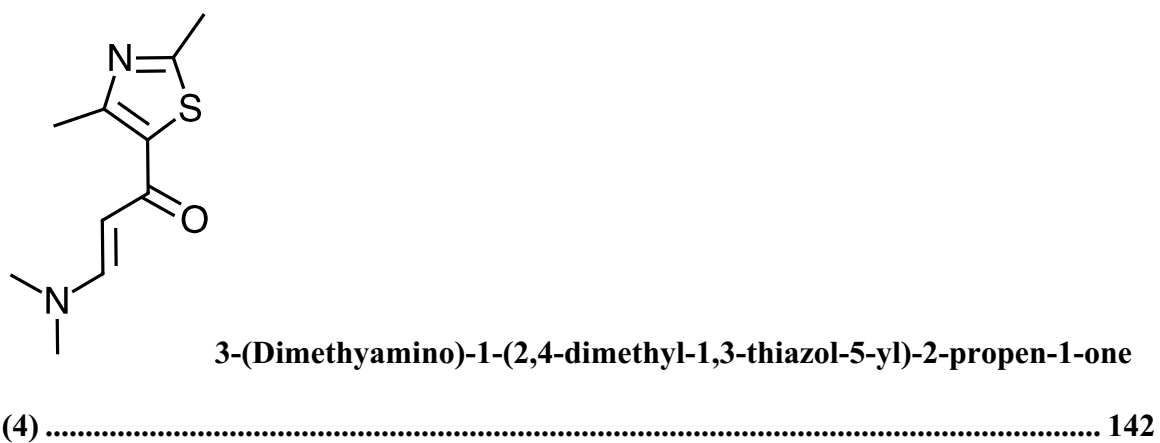 N
S
O
N
3-(Dimethyamino)-1-(2,4-dimethyl-1,3-thiazol-5-yl)-2-propen-1-one
(4) ........................................................................................................................................ 142